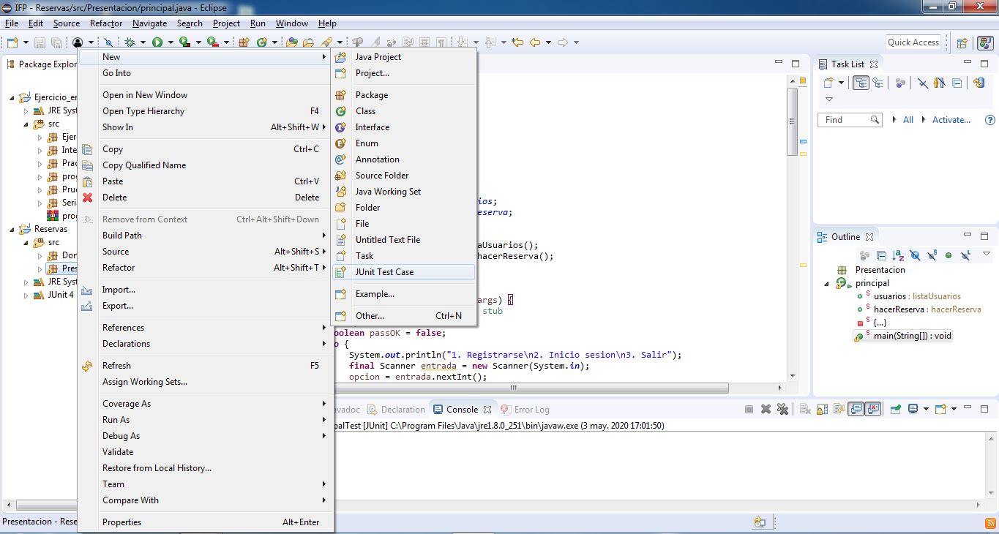 IFP - Reservas/src/Presentacion/principal.java - Eclipse
File Edit Source Refactor Navigate Search Project Run Window Help
Quick Access
Package Explor
Ejercicio_en
JRE Syst
src
Ejer
Inte
Prac
prog
Prue
Seria
prog
Reservas
src
Don
Pres
JRE Syst
JUnit 4
New
Go Into
Open in New Window
Open Type Hierarchy F4
Show In Alt+Shift+W
Copy Ctrl+C
Copy Qualified Name
Paste Ctrl+V
Delete Delete
Remove from Context Ctrl+Alt+Shift+Down
Build Path
Source Alt+Shift+S
Refactor Alt+Shift+T
Import...
Export...
References
Declarations
Refresh F5
Assign Working Sets...
Coverage As
Run As
Debug As
Validate
Restore from Local History...
Team
Compare With
Properties Alt+Enter
Java Project
Project...
Package
Class
Interface
Enum
Annotation
Source Folder
Java Working Set
Folder
File
Untitled Text File
Task
JUnit Test Case
Example...
Other... Ctrl+N
ios;
eserva;
aUsuarios();
hacerReserva();
args) {
stub
oolean passOK = false;
o {
System.out.println("1. Registrarse\n2. Inicio sesion\n3. Salir");
final Scanner entrada = new Scanner(System.in);
opcion = entrada.nextInt();
Task List
Find All Activate...
Outline
Presentacion
principal
usuarios : listaUsuarios
hacerReserva : hacerReserva
{...}
main(String[]) : void
avadoc Declaration Console Error Log
ipalTest [JUnit] C:\Program Files\Java\jre1.8.0_251\bin\javaw.exe (3 may. 2020 17:01:50)
Presentacion - Rese